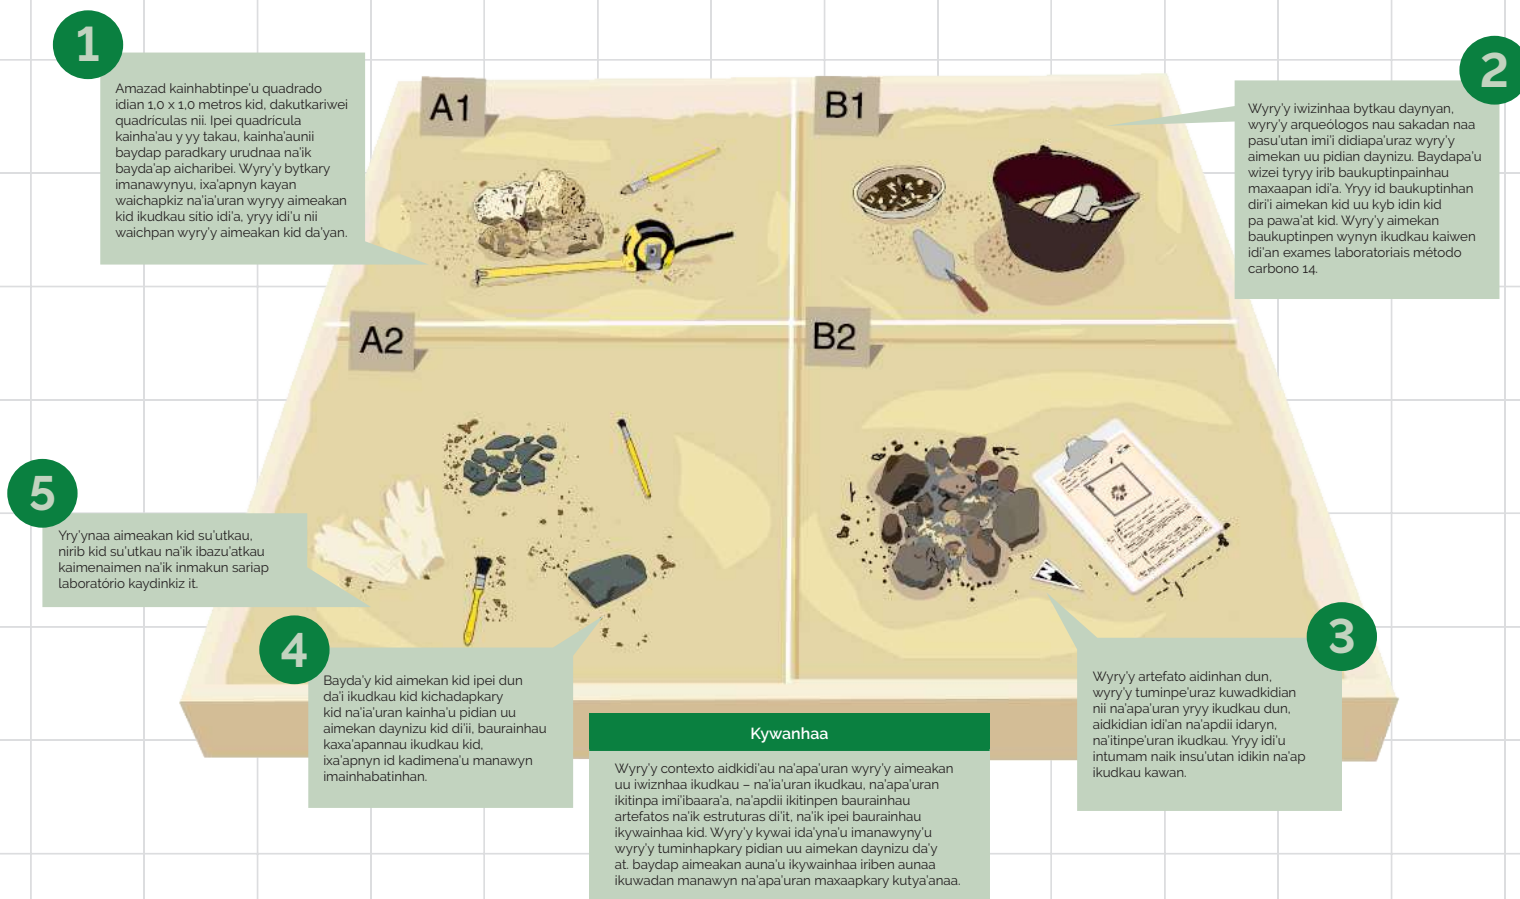 1
Amazad kainhabtinpe'u quadrado
idian 1,0 x 1,0 metros kid, dakutkariwei
quadriculas nii. Ipei quadricula
kainha'au y yy takau, kainha'aunii
baydap paradkary urudnaa na'ik
bayda'ap aicharibei. Wyry'y bytkary
imanawynyu, ixa'apnyn kayan
waichapkiz na'ia'uran wyryy aimeakan
kid ikudkau sitio idi'a, yryy idi'u nii
waichpan wyry'y aimeakan kid da'yan.
A1
B1
2
Wyry'y iwizinhaa bytkau daynyan,
wyry'y arqueólogos nau sakadan naa
pasu'utan imi'i didiapa'uraz wyry'y
aimekan uu pidian daynizu. Baydapa'u
wizei tyryy irib baukuptinpainhau
maxaapan idi'a. Yryy id baukuptinhan
diri'i aimekan kid uu kyb idin kid
pa pawa'at kid. Wyry'y aimekan
baukuptinpen wynyn ikudkau kaiwen
idi'an exames laboratoriais método
carbono 14.
A2
B2
N
5
Yry'ynaa aimeakan kid su'utkau,
nirib kid su'utkau na'ik ibazu'atkau
kaimenaimen na'ik inmakun sariap
laboratório kaydinkiz it.
4
Bayda'y kid aimekan kid ipei dun
da'i ikudkau kid kichadapkary
kid na'ia'uran kainha'u pidian uu
aimekan daynizu kid di'ii, baurainhau
kaxa'apannau ikudkau kid,
ixa'apnyn id kadimena'u manawyn
imainhabatinhan.
3
Wyry'y artefato aidinhan dun,
wyry'y tuminpe'uraz kuwadkidian
nii na'apa'uran yryy ikudkau dun,
aidkidian idi'an na'apdii idaryn,
na'itinpe'uran ikudkau. Yryy idi'u
intumam naik insu'utan idikin na'ap
ikudkau kawan.
Kywanhaa
Wyry'y contexto aidkidi'au na'apa'uran wyry'y aimeakan
uu iwiznhaa ikudkau – na'ia'uran ikudkau, na'apa'uran
ikitinpa imi'ibaara'a, na'apdii ikitinpen baurainhau
artefatos na'ik estruturas di'it, na'ik ipei baurainhau
ikywainhaa kid. Wyry'y kywai ida'yna'u imanawyny'u
wyry'y tuminhapkary pidian uu aimekan daynizu da'y
at. baydap aimeakan auna'u ikywainhaa iriben aunaa
ikuwadan manawyn na'apa'uran maxaapkary kutya'anaa.